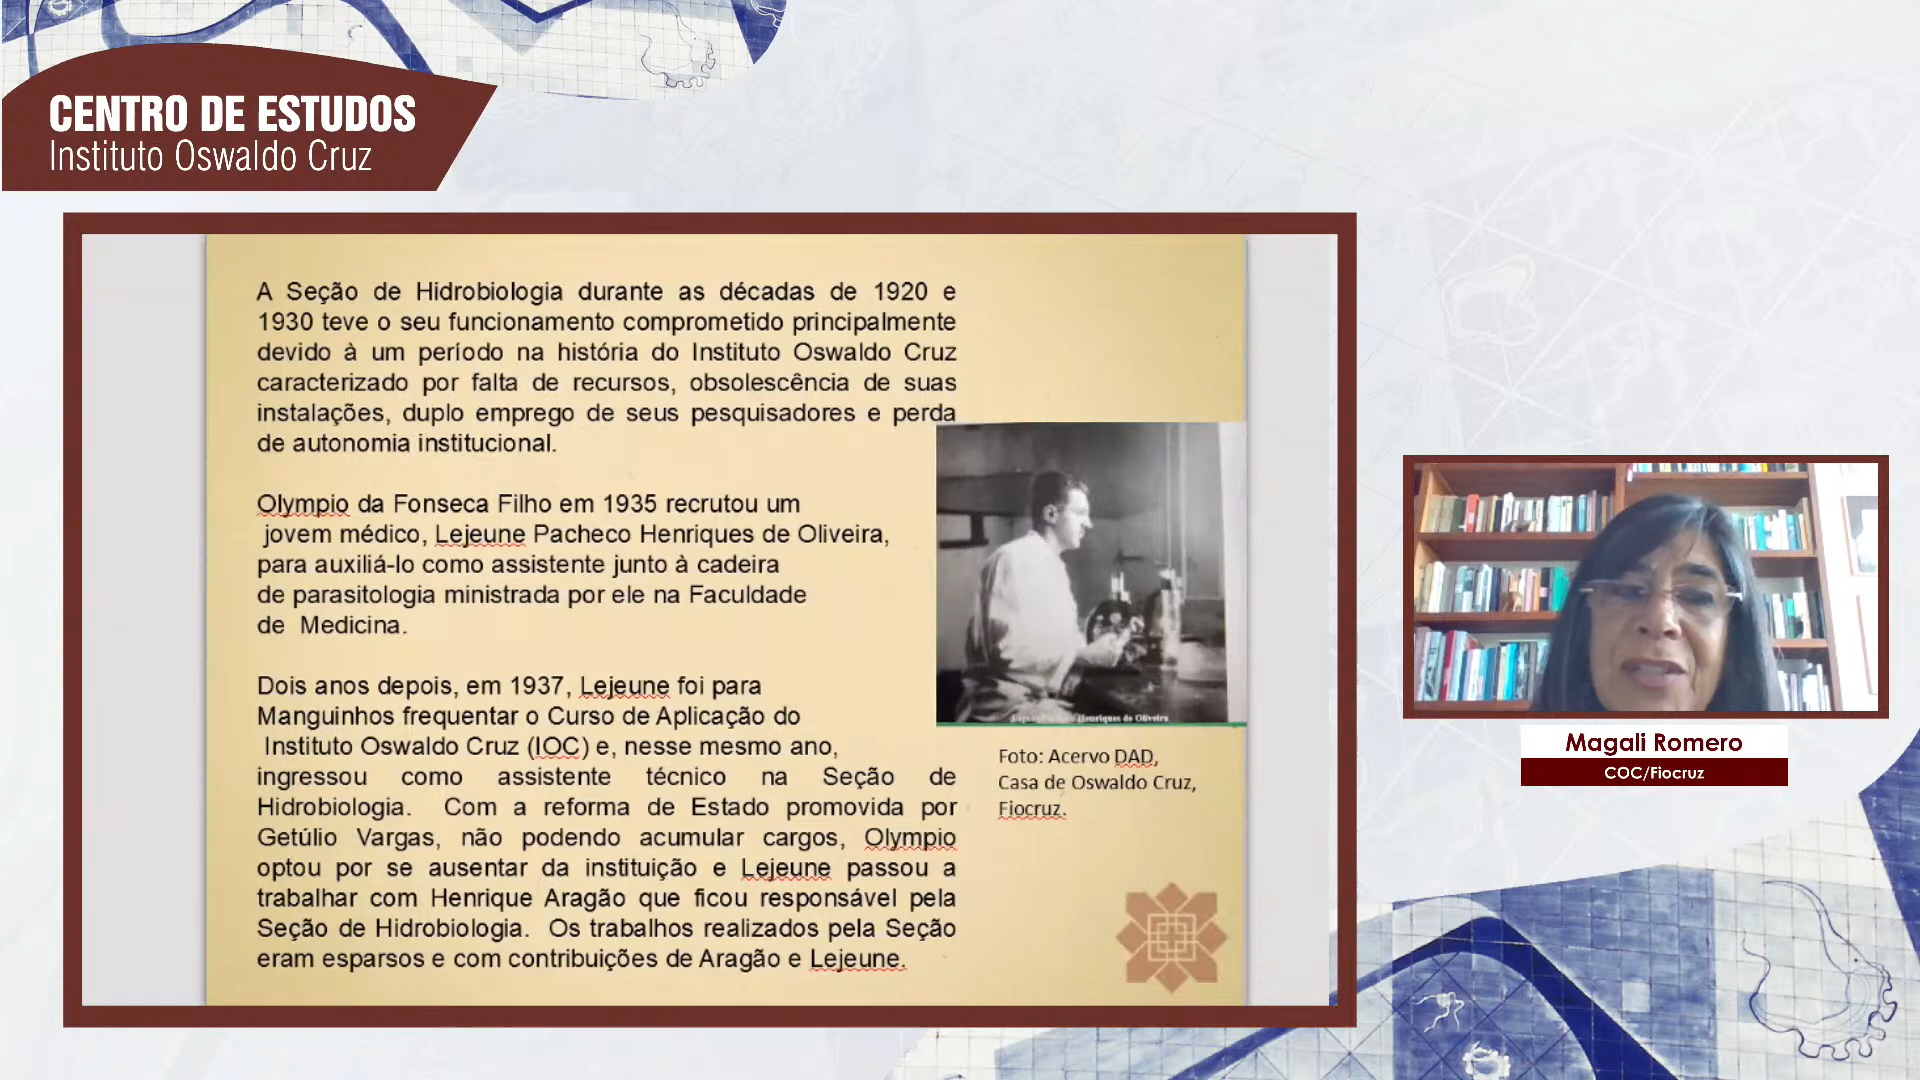 CENTRO DE ESTUDOS
Instituto Oswaldo Cruz
A Seção de Hidrobiologia durante as décadas de 1920 e
1930 teve o seu funcionamento comprometido principalmente
devido à um período na história do Instituto Oswaldo Cruz
caracterizado por falta de recursos, obsolescência de suas
instalações, duplo emprego de seus pesquisadores e perda
de autonomia institucional.
Olympio da Fonseca Filho em 1935 recrutou um
jovem médico, Lejeune Pacheco Henriques de Oliveira,
para auxiliá-lo como assistente junto à cadeira
de parasitologia ministrada por ele na Faculdade
de Medicina.
Dois anos depois, em 1937, Lejeune foi para
Manguinhos frequentar o Curso de Aplicação do
Instituto Oswaldo Cruz (IOC) e, nesse mesmo ano,
ingressou como assistente técnico na Seção de
Hidrobiologia. Com a reforma de Estado promovida por
Getúlio Vargas, não podendo acumular cargos, Olympio
optou por se ausentar da instituição e Lejeune passou a
trabalhar com Henrique Aragão que ficou responsável pela
Seção de Hidrobiologia. Os trabalhos realizados pela Seção
eram esparsos e com contribuições de Aragão e Lejeune.
Henriques de Oliveira
Foto: Acervo DAD,
Casa de Oswaldo Cruz,
Fiocruz.
Magali Romero
COC/Fiocruz